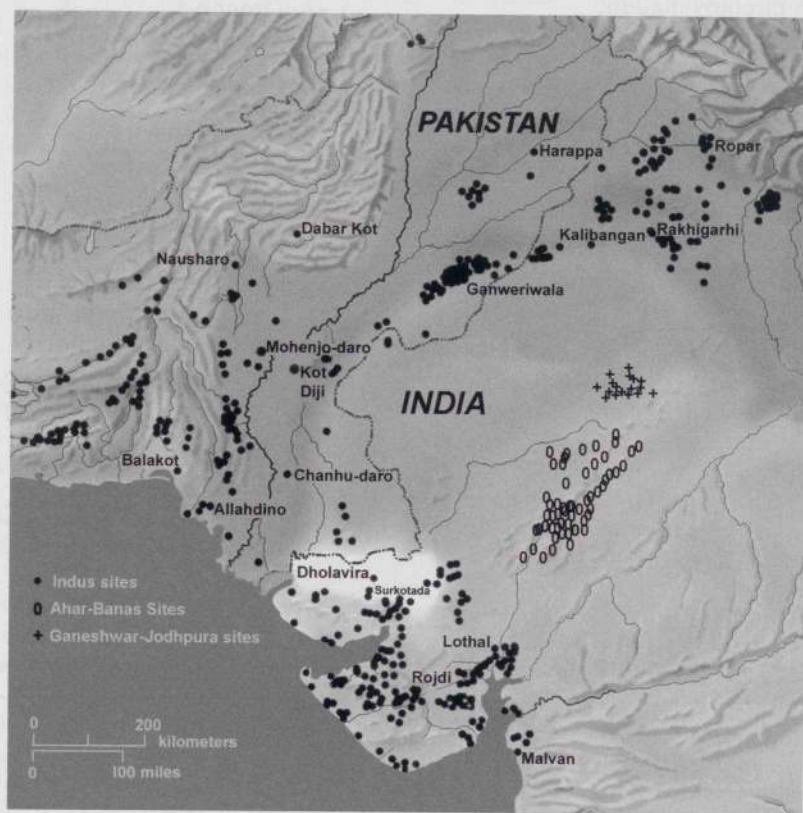 PAKISTAN
Harappa
Ropar
Dabar Kot
Kalibangan
Rakhigarhi
Nausharo
Ganweriwala
Mohenjo-daro
Kot
Diji
INDIA
Balakot
Chanhu-daro
Allahdino
Dholavira
Surkotada
Indus sites
Ahar-Banas Sites
Ganeshwar-Jodhpura sites
Lothal
Rojdi
0 200
kilometers
0 100 miles
Malvan